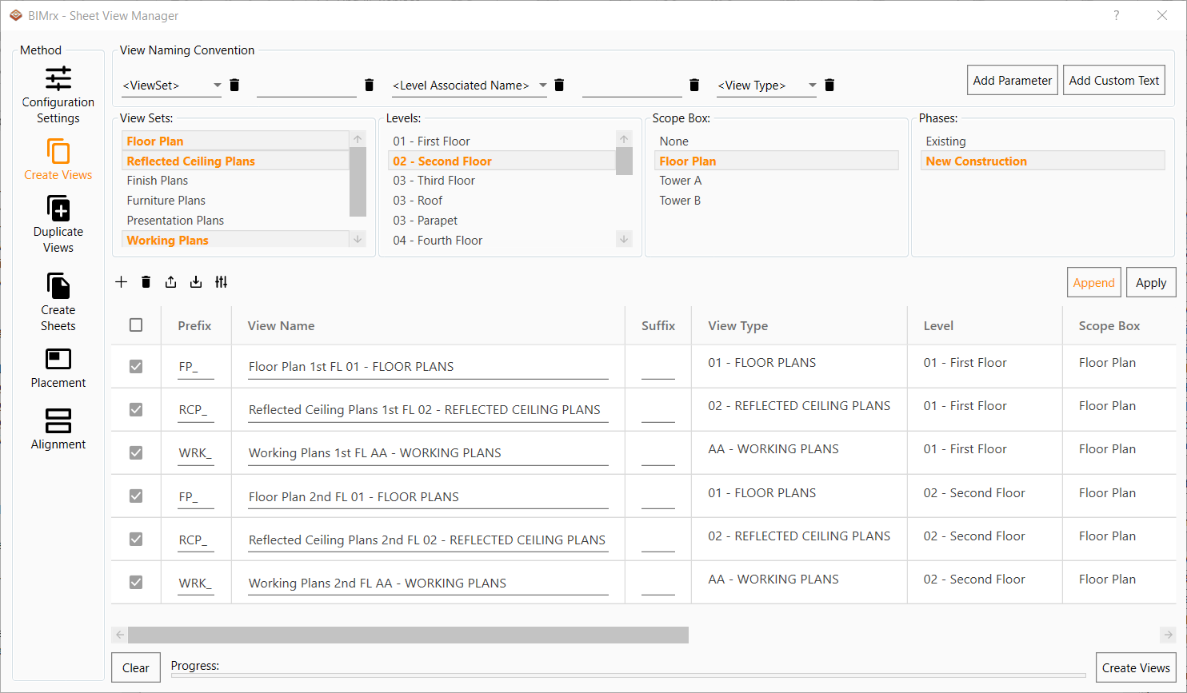 BIMrx - Sheet View Manager
?
Method
Configuration
Settings
Create Views
Duplicate
Views
Create
Sheets
Placement
Alignment
View Naming Convention
<ViewSet>
<Level Associated Name>
<View Type>
Add Parameter
Add Custom Text
View Sets:
Floor Plan
Reflected Ceiling Plans
Finish Plans
Furniture Plans
Presentation Plans
Working Plans
Levels:
01 - First Floor
02 - Second Floor
03 - Third Floor
03 - Roof
03 - Parapet
04 - Fourth Floor
Scope Box:
None
Floor Plan
Tower A
Tower B
Phases:
Existing
New Construction
Append
Apply
Prefix View Name Suffix View Type Level Scope Box
FP_ Floor Plan 1st FL 01 - FLOOR PLANS 01 - FLOOR PLANS 01 - First Floor Floor Plan
RCP_ Reflected Ceiling Plans 1st FL 02 - REFLECTED CEILING PLANS 02 - REFLECTED CEILING PLANS 01 - First Floor Floor Plan
WRK_ Working Plans 1st FL AA - WORKING PLANS AA - WORKING PLANS 01 - First Floor Floor Plan
FP_ Floor Plan 2nd FL 01 - FLOOR PLANS 01 - FLOOR PLANS 02 - Second Floor Floor Plan
RCP_ Reflected Ceiling Plans 2nd FL 02 - REFLECTED CEILING PLANS 02 - REFLECTED CEILING PLANS 02 - Second Floor Floor Plan
WRK_ Working Plans 2nd FL AA - WORKING PLANS AA - WORKING PLANS 02 - Second Floor Floor Plan
Clear
Progress:
Create Views